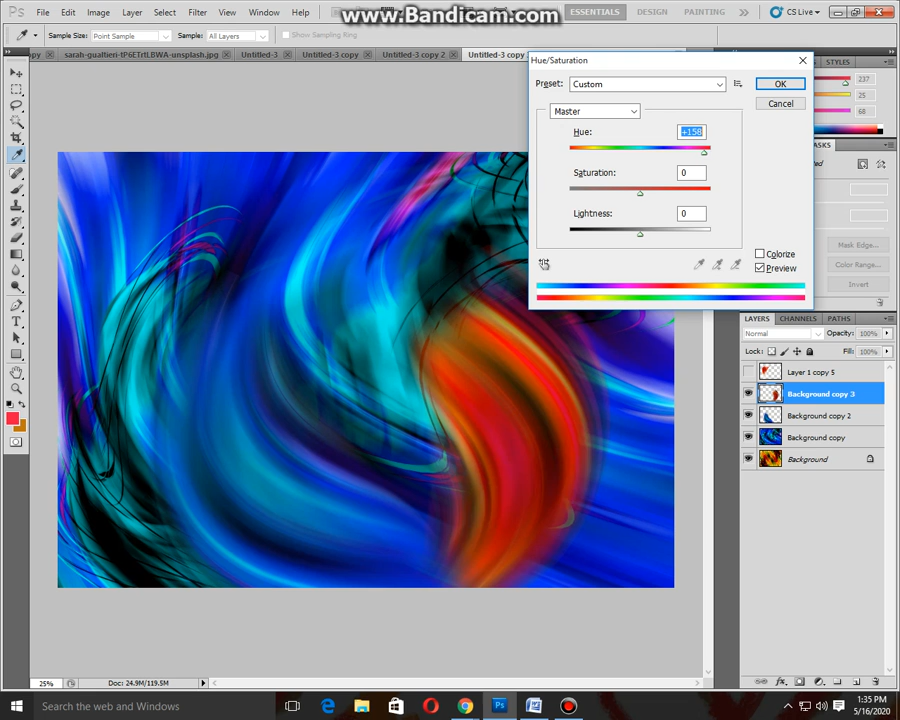 www.Bandicam.com
Ps File Edit Image Layer Select Filter View Window Help ESSENTIALS DESIGN PAINTING CS Live
Sample Size: Point Sample Sample: All Layers Show Sampling Ring
copy sarah-gualtieri-tP6ETrtLBWA-unsplash.jpg Untitled-3 Untitled-3 copy Untitled-3 copy 2 Untitled-3 copy
STYLES
237
25
68
Hue/Saturation
Preset: Custom
OK
Cancel
Master
Hue: +158
Saturation: 0
Lightness: 0
Colorize
Preview
Mask Edge...
Color Range...
Invert
LAYERS CHANNELS PATHS
Normal Opacity: 100%
Lock: Fill: 100%
Layer 1 copy 5
Background copy 3
Background copy 2
Background copy
Background
25% Doc: 24.9M/119.5M
Search the web and Windows
1:35 PM
5/16/2020